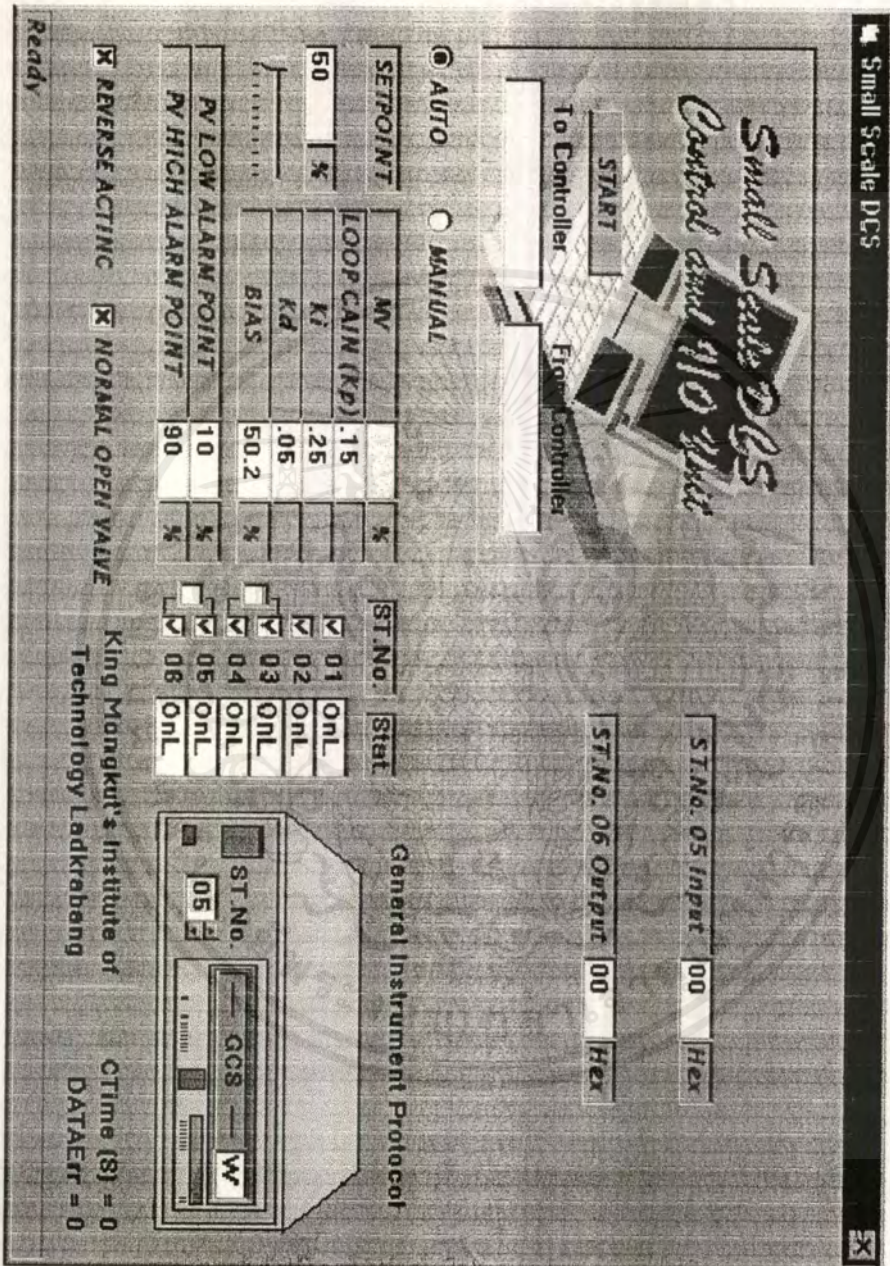 Small Scale DCS
Small Scale DCS
Control and I/O Unit
START
To Controller
From Controller
ST.No. 05 Input 00 Hex
ST.No. 06 Output 00 Hex
AUTO MANUAL
SETPOINT
50 %
MV %
LOOP GAIN (Kp) .15
Ki .25
Kd .05
BIAS 50.2 %
PV LOW ALARM POINT 10 %
PV HIGH ALARM POINT 90 %
REVERSE ACTING NORMAL OPEN VALVE
ST.No. Stat.
01 OnL
02 OnL
03 OnL
04 OnL
05 OnL
06 OnL
General Instrument Protocol
ST.No.
05
GCS W
King Mongkut's Institute of
Technology Ladkrabang
CTime (S) = 0
DATAErr = 0
Ready